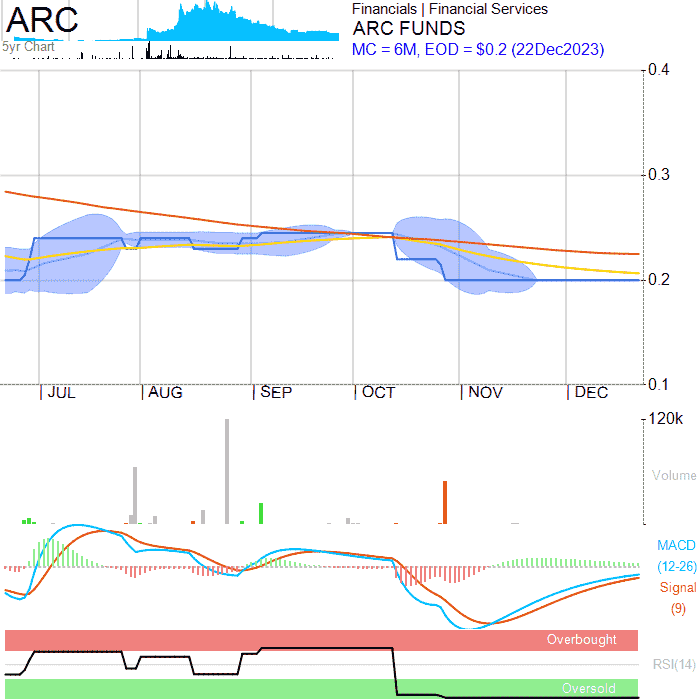 ARC
5yr Chart
Financials | Financial Services
ARC FUNDS
MC = 6M, EOD = $0.2 (22Dec2023)
0.4
0.3
0.2
0.1
JUL AUG SEP OCT NOV DEC
120k
Volume
MACD
(12-26)
Signal
(9)
Overbought
RSI(14)
Oversold